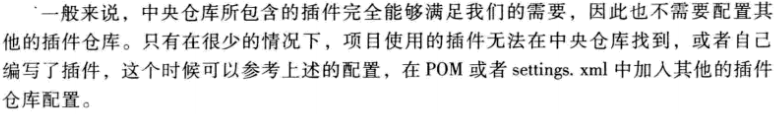 一般来说，中央仓库所包含的插件完全能够满足我们的需要，因此也不需要配置其
他的插件仓库。只有在很少的情况下，项目使用的插件无法在中央仓库找到，或者自己
编写了插件，这个时候可以参考上述的配置，在 POM 或者 settings. xml 中加入其他的插件
仓库配置。